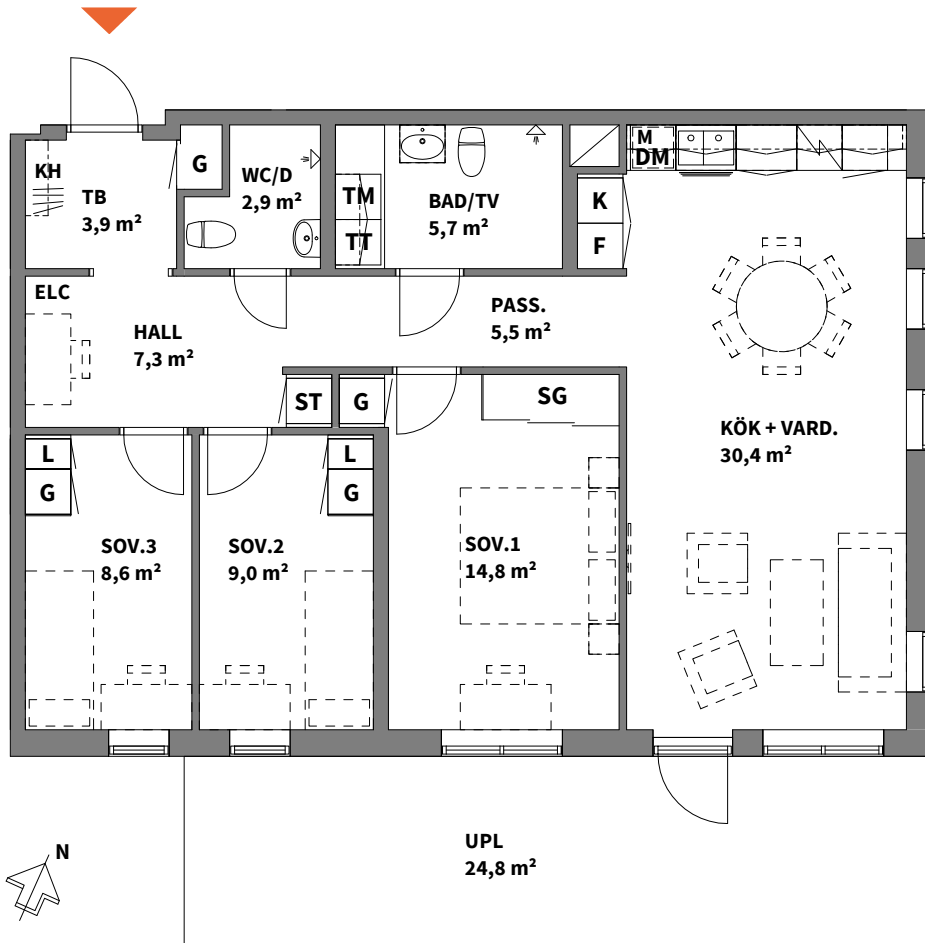 KH
TB
3,9 m²
G
WC/D
2,9 m²
TM
TT
BAD/TV
5,7 m²
M
DM
K
F
ELC
HALL
7,3 m²
PASS.
5,5 m²
ST
G
SG
KÖK + VARD.
30,4 m²
L
G
L
G
SOV.3
8,6 m²
SOV.2
9,0 m²
SOV.1
14,8 m²
UPL
24,8 m²
N